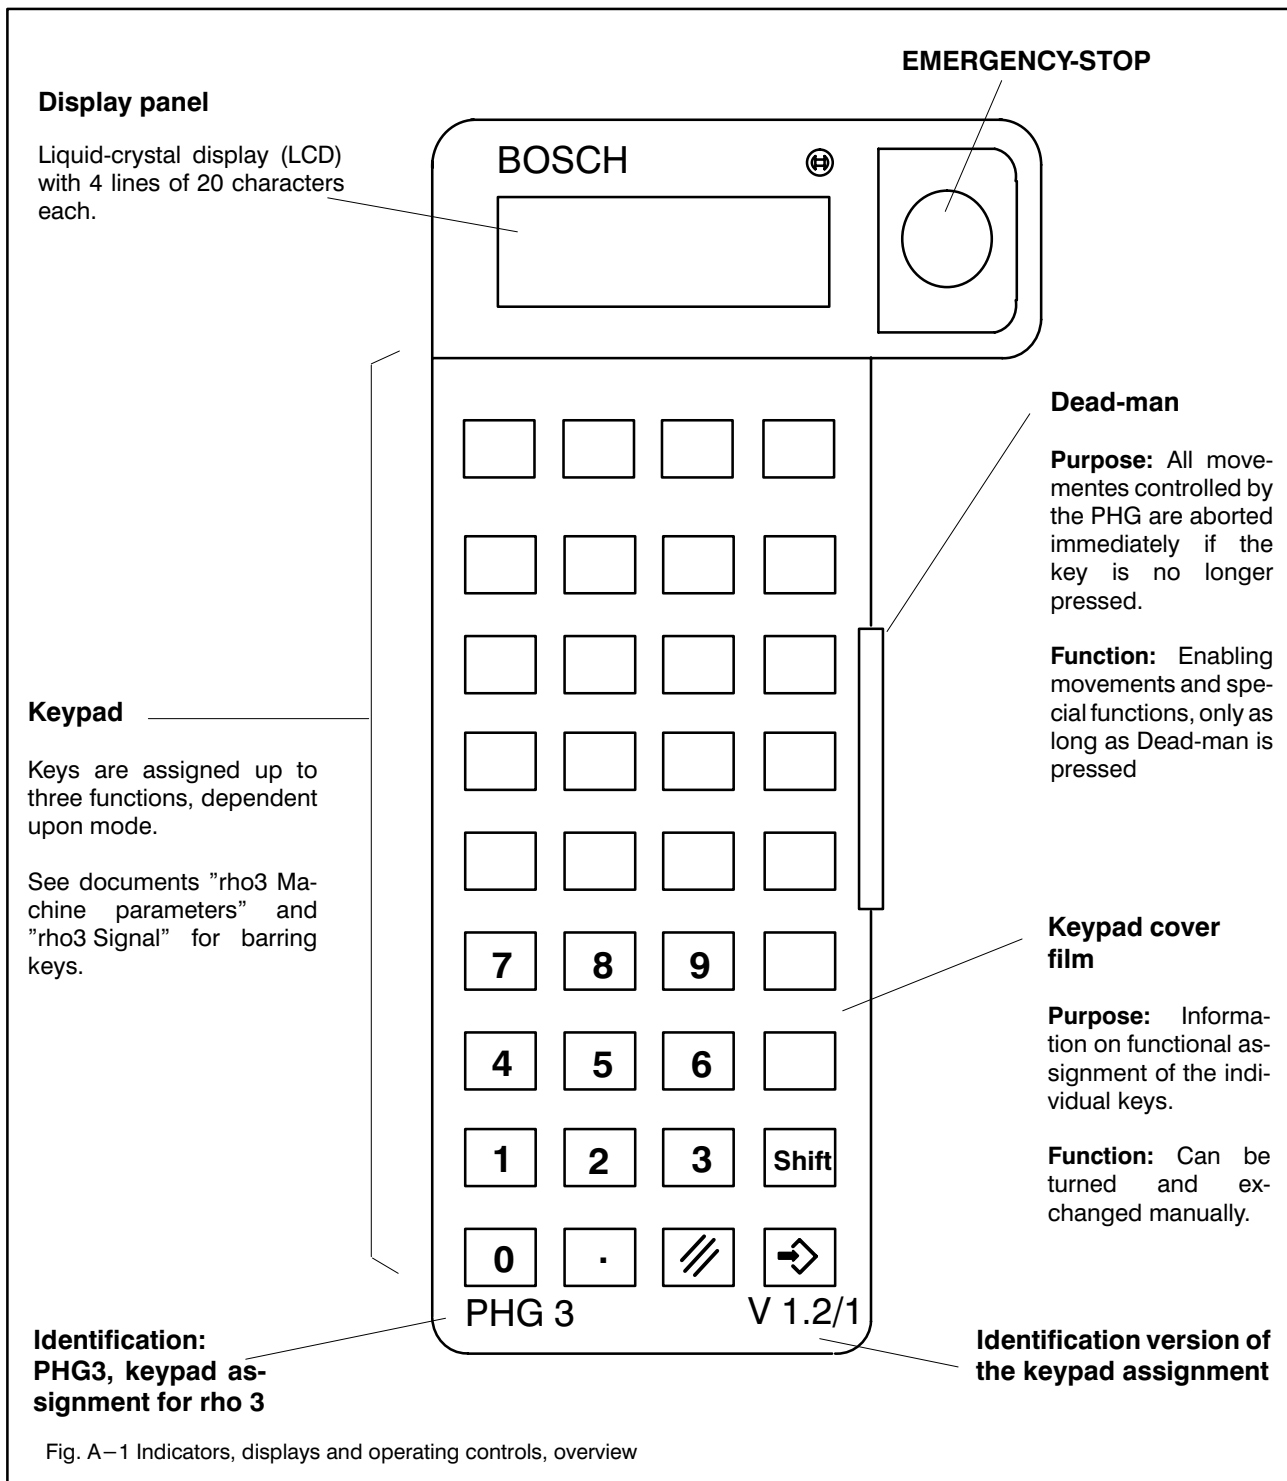 EMERGENCY-STOP
Display panel
Liquid-crystal display (LCD)
with 4 lines of 20 characters
each.
BOSCH
Dead-man
Purpose: All move-
mentes controlled by
the PHG are aborted
immediately if the
key is no longer
pressed.
Function: Enabling
movements and spe-
cial functions, only as
long as Dead-man is
pressed
Keypad
Keys are assigned up to
three functions, dependent
upon mode.
See documents ”rho3 Ma-
chine parameters” and
”rho3 Signal” for barring
keys.
Keypad cover
film
Purpose: Informa-
tion on functional as-
signment of the indi-
vidual keys.
Function: Can be
turned and ex-
changed manually.
7 8 9
4 5 6
1 2 3 Shift
0 .
PHG 3 V 1.2/1
Identification:
PHG3, keypad as-
signment for rho 3
Identification version of
the keypad assignment
Fig. A–1 Indicators, displays and operating controls, overview